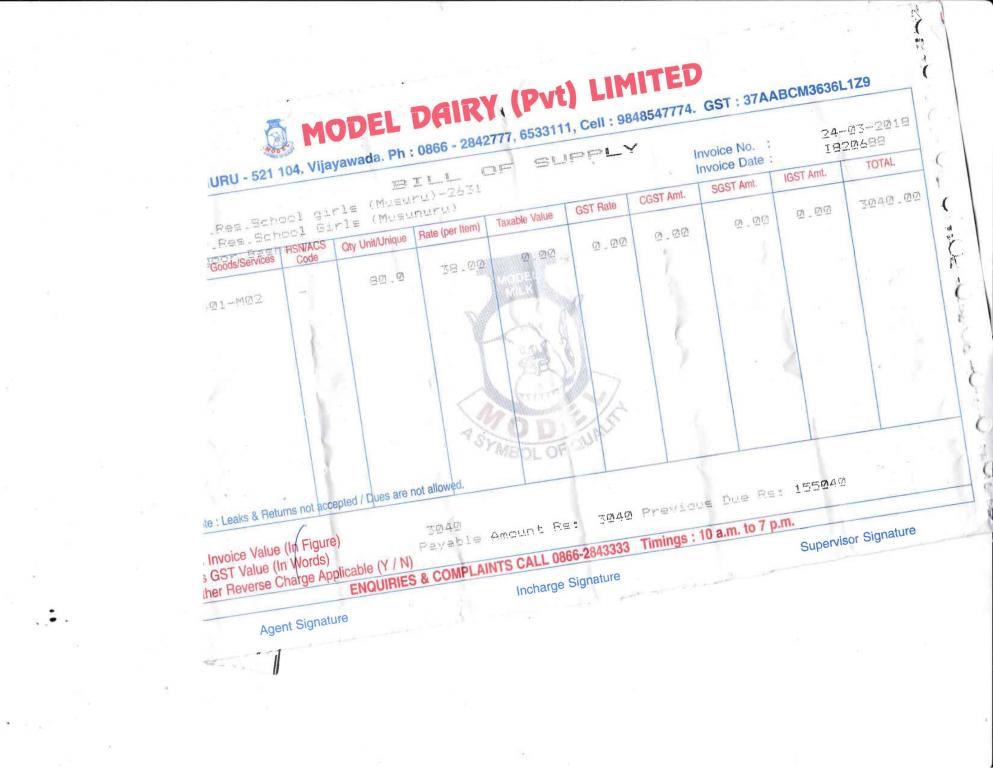 MODEL DAIRY (Pvt) LIMITED
URU - 521 104. Vijayawada. Ph : 0866 - 2842777, 6533111, Cell : 9848547774. GST : 37AABCM3636L1Z9
BILL OF SUPPLY
Invoice No. : 24-03-2019
Invoice Date : I820688
.Res.School girls (Musuru)-2631
.Res.School Girls (Musunuru)
Goods/Services HSN/ACS Code Qty Unit/Unique Rate (per Item) Taxable Value GST Rate CGST Amt. SGST Amt. IGST Amt. TOTAL
01-M02 - 80.0 38.00 0.00 0.00 0.00 0.00 0.00 3040.00
MODEL MILK
MODEL
A SYMBOL OF QUALITY
te : Leaks & Returns not accepted / Dues are not allowed.
3040
Payable Amount Rs: 3040 Previous Due Rs: 155040
Invoice Value (In Figure)
s GST Value (In Words)
ther Reverse Charge Applicable (Y / N)
ENQUIRIES & COMPLAINTS CALL 0866-2843333 Timings : 10 a.m. to 7 p.m.
Agent Signature Incharge Signature Supervisor Signature